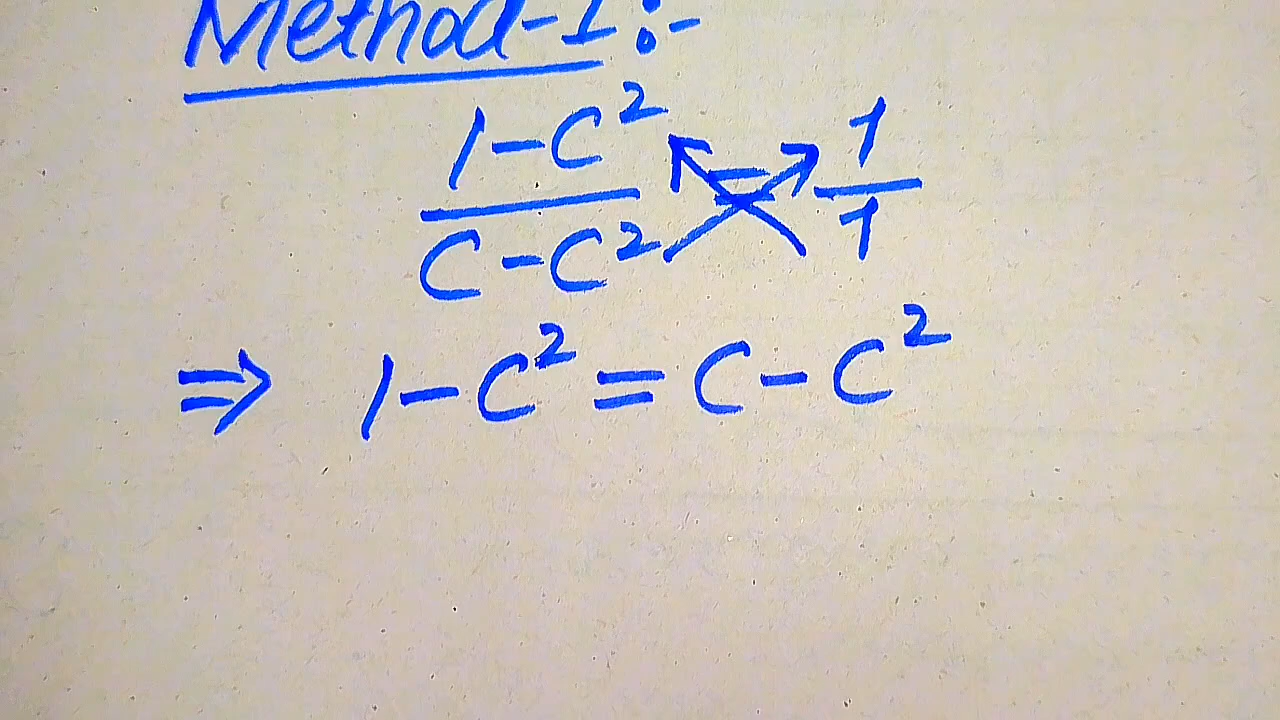 Method-1:-
1-C² / C-C² = 1/1
⇒ 1-C² = C-C²